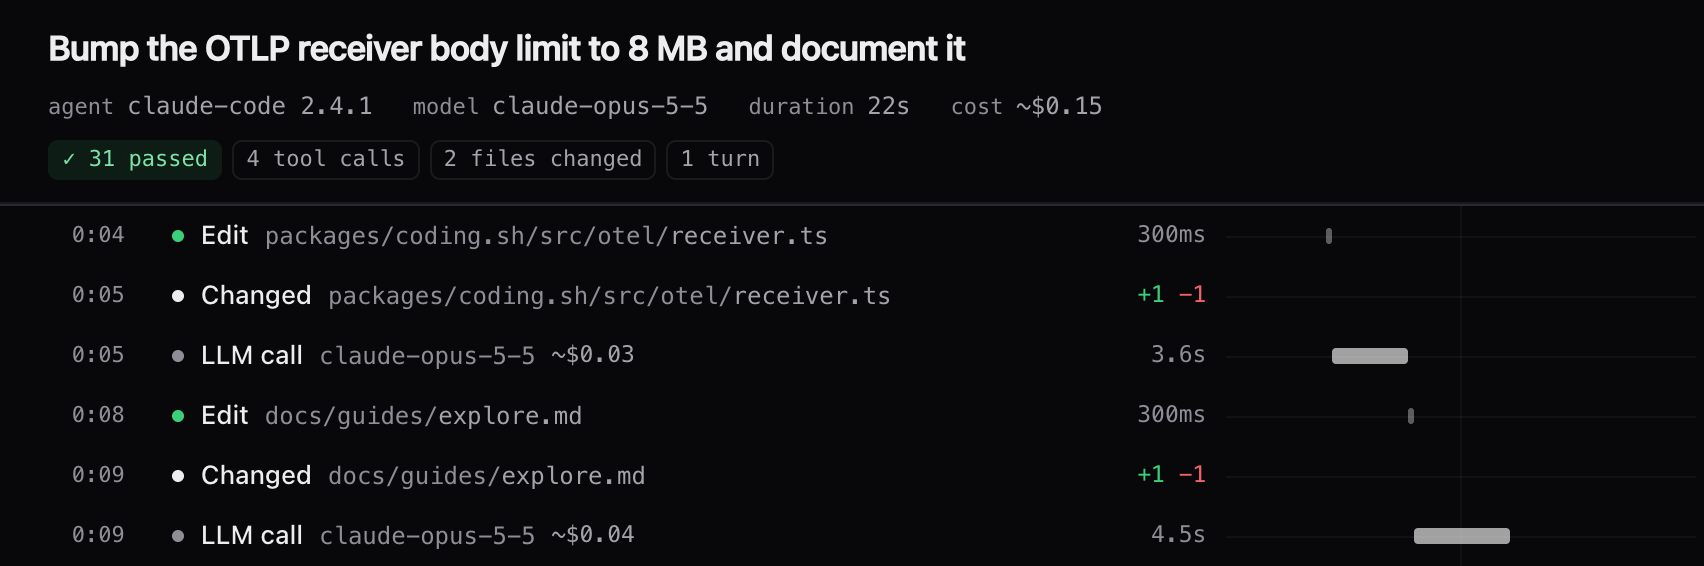 Bump the OTLP receiver body limit to 8 MB and document it
agent claude-code 2.4.1 model claude-opus-5-5 duration 22s cost ~$0.15
✓ 31 passed 4 tool calls 2 files changed 1 turn
0:04 Edit packages/coding.sh/src/otel/receiver.ts 300ms
0:05 Changed packages/coding.sh/src/otel/receiver.ts +1 −1
0:05 LLM call claude-opus-5-5 ~$0.03 3.6s
0:08 Edit docs/guides/explore.md 300ms
0:09 Changed docs/guides/explore.md +1 −1
0:09 LLM call claude-opus-5-5 ~$0.04 4.5s